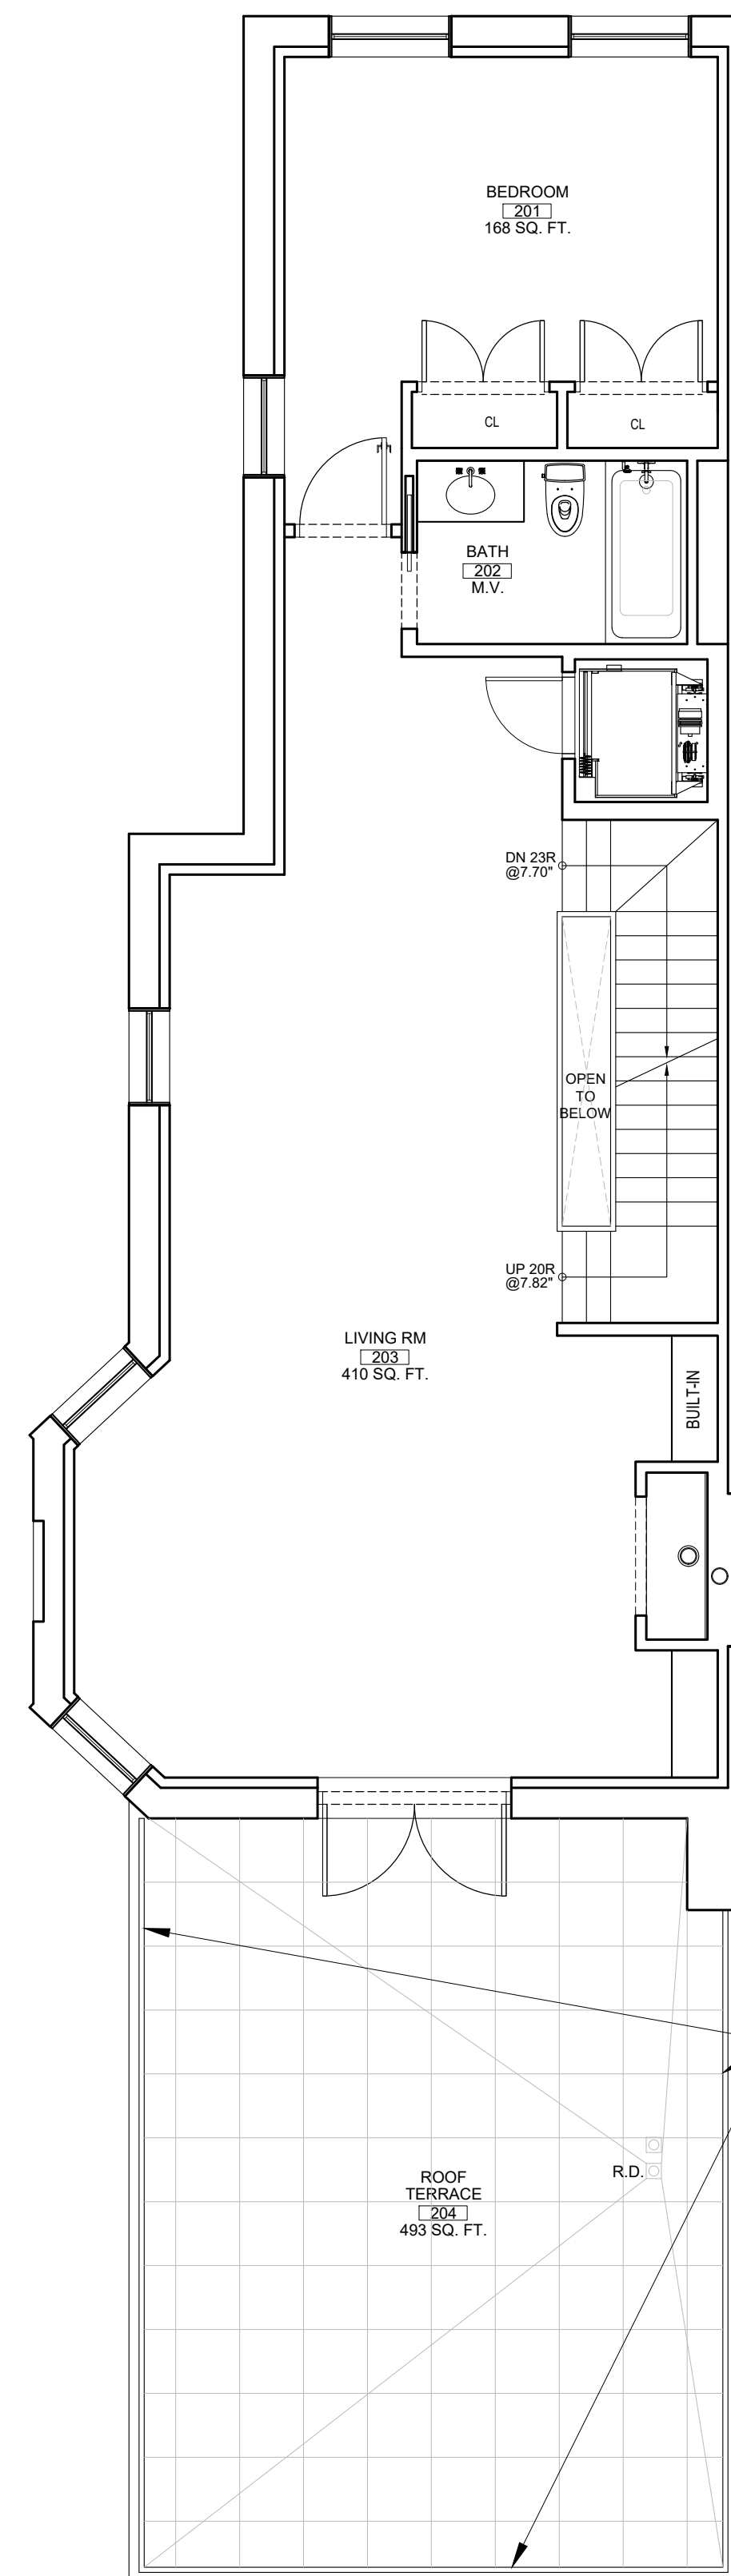 BEDROOM
201
168 SQ. FT.
CL
CL
BATH
202
M.V.
DN 23R
@7.70"
OPEN
TO
BELOW
UP 20R
@7.82"
LIVING RM
203
410 SQ. FT.
BUILT-IN
R.D.
ROOF
TERRACE
204
493 SQ. FT.